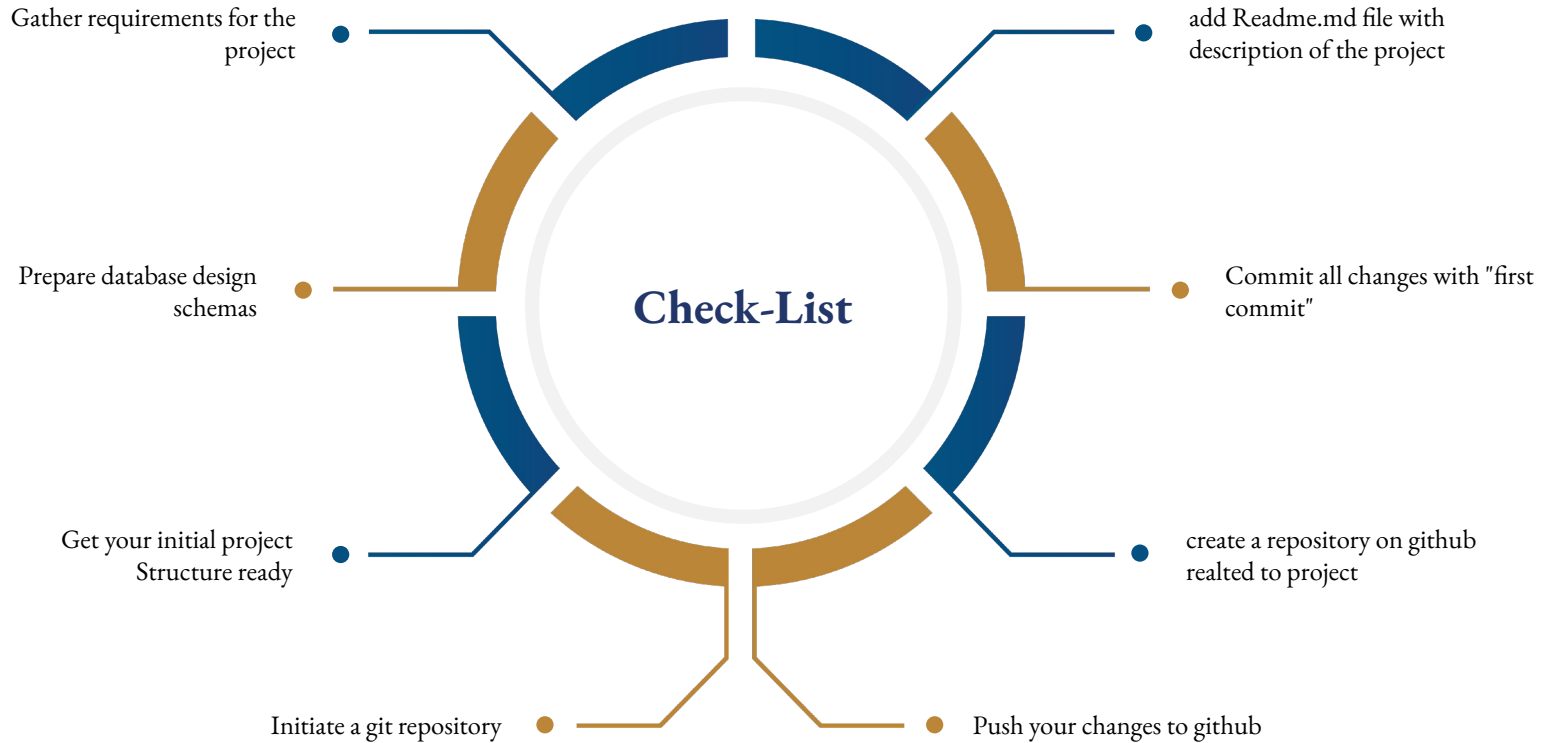 Gather requirements for the
project
Prepare database design
schemas
Get your initial project
Structure ready
Initiate a git repository
Check-List
add Readme.md file with
description of the project
Commit all changes with "first
commit"
create a repository on github
realted to project
Push your changes to github